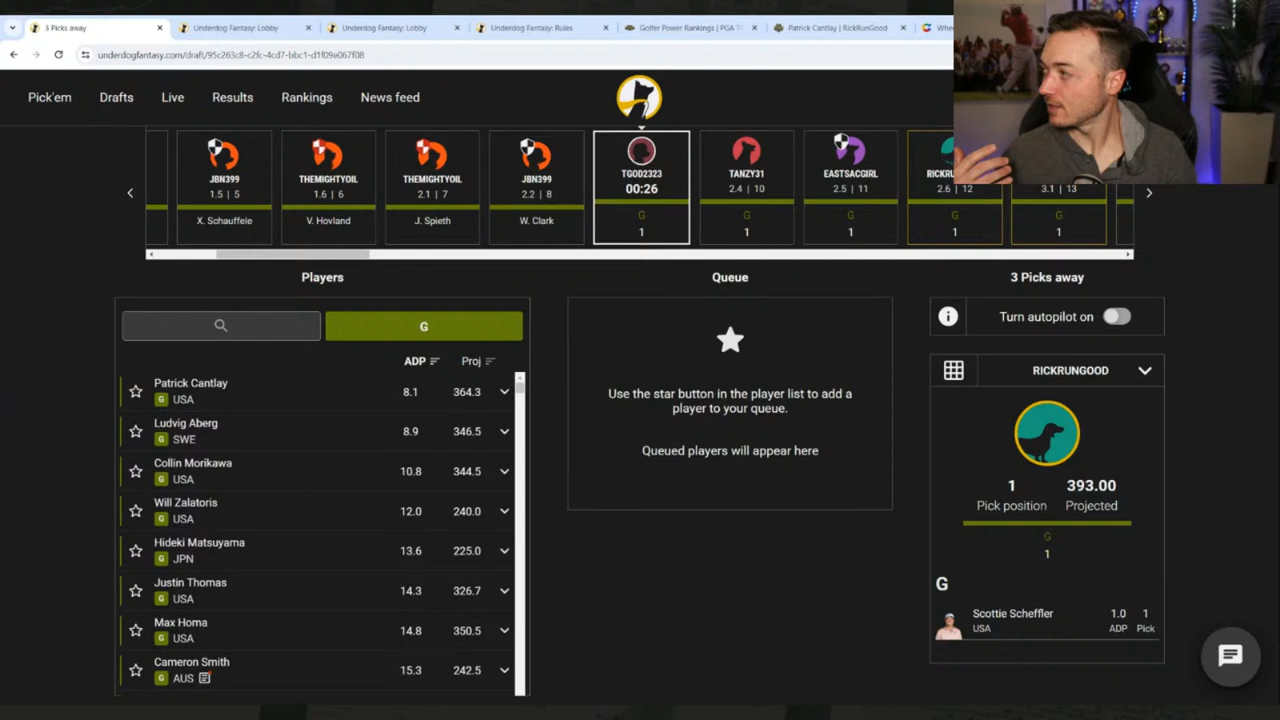 3 Picks away
Underdog Fantasy: Lobby
Underdog Fantasy: Lobby
Underdog Fantasy: Rules
Golfer Power Rankings | PGA T
Patrick Cantlay | RickRunGood
underdogfantasy.com/draft/95c263c8-c2fc-4cd7-bbc1-d1f09e067f08
Pick'em
Drafts
Live
Results
Rankings
News feed
JBN399
1.5 | 5
X. Schauffele
THEMIGHTYOIL
1.6 | 6
V. Hovland
THEMIGHTYOIL
2.1 | 7
J. Spieth
JBN399
2.2 | 8
W. Clark
TGOD2323
00:26
G
1
TANZY31
2.4 | 10
G
1
EASTSACGIRL
2.5 | 11
G
1
2.6 | 12
G
1
3.1 | 13
G
1
Players
G
ADP
Proj
Patrick Cantlay
G USA
8.1
364.3
Ludvig Aberg
G SWE
8.9
346.5
Collin Morikawa
G USA
10.8
344.5
Will Zalatoris
G USA
12.0
240.0
Hideki Matsuyama
G JPN
13.6
225.0
Justin Thomas
G USA
14.3
326.7
Max Homa
G USA
14.8
350.5
Cameron Smith
G AUS
15.3
242.5
Queue
Use the star button in the player list to add a
player to your queue.
Queued players will appear here
3 Picks away
Turn autopilot on
RICKRUNGOOD
1
Pick position
393.00
Projected
G
1
G
Scottie Scheffler
USA
1.0
ADP
1
Pick